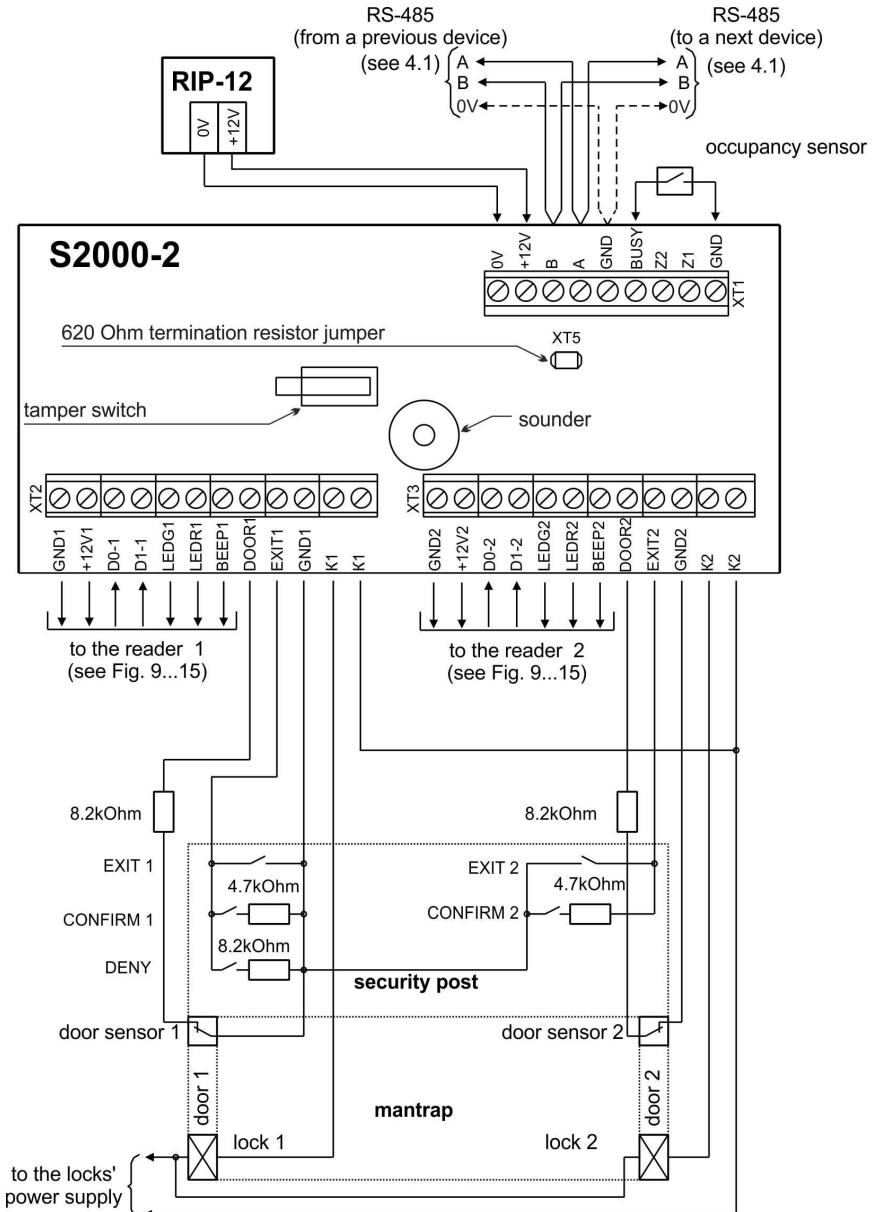 RS-485
(from a previous device)
(see 4.1)
A
B
0V
RS-485
(to a next device)
(see 4.1)
A
B
0V
RIP-12
0V
+12V
occupancy sensor
S2000-2
0V
+12V
B
A
GND
BUSY
Z2
Z1
GND
XT1
620 Ohm termination resistor jumper
XT5
tamper switch
sounder
XT2
XT3
GND1
+12V1
D0-1
D1-1
LEDG1
LEDR1
BEEP1
DOOR1
EXIT1
GND1
K1
K1
GND2
+12V2
D0-2
D1-2
LEDG2
LEDR2
BEEP2
DOOR2
EXIT2
GND2
K2
K2
to the reader 1
(see Fig. 9...15)
to the reader 2
(see Fig. 9...15)
8.2kOhm
8.2kOhm
EXIT 1
EXIT 2
4.7kOhm
4.7kOhm
CONFIRM 1
CONFIRM 2
8.2kOhm
DENY
security post
door sensor 1
door sensor 2
door 1
door 2
mantrap
lock 1
lock 2
to the locks'
power supply